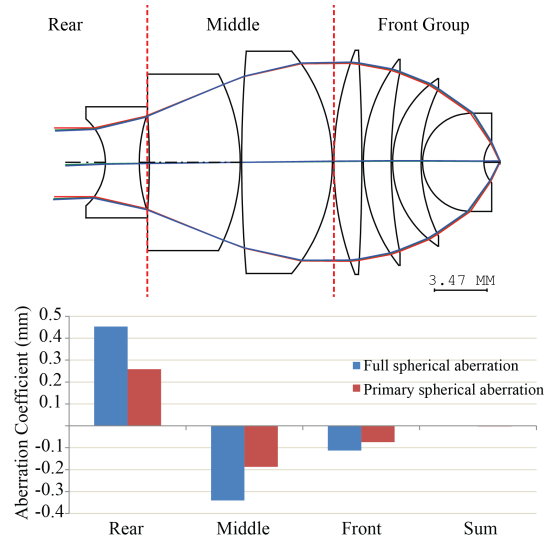 Rear Middle Front Group
3.47 MM
Aberration Coefficient (mm)
0.5
0.4
0.3
0.2
0.1
-0.1
-0.2
-0.3
-0.4
Full spherical aberration
Primary spherical aberration
Rear Middle Front Sum